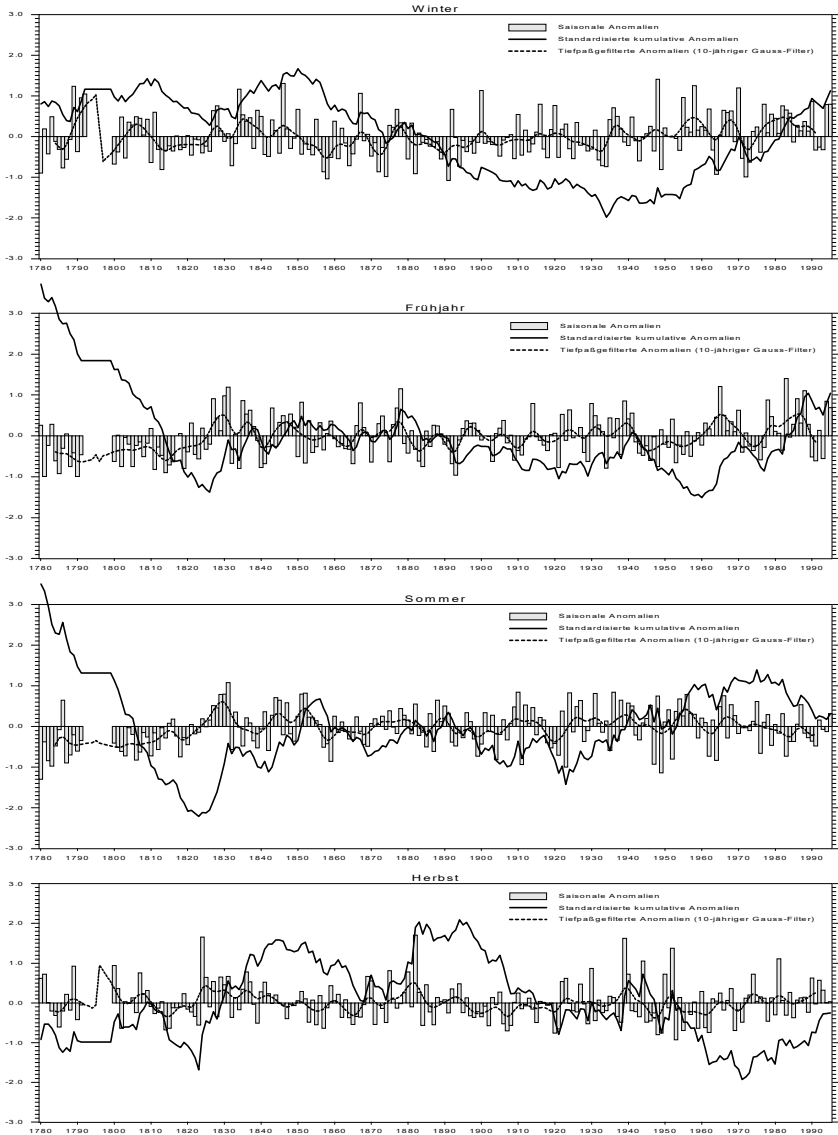 Winter
3.0
Saisonale Anomalien
Standardisierte kumulative Anomalien
Tiefpaßgefilterte Anomalien (10-jähriger Gauss-Filter)
2.0
1.0
0.0
-1.0
-2.0
-3.0
1780 1790 1800 1810 1820 1830 1840 1850 1860 1870 1880 1890 1900 1910 1920 1930 1940 1950 1960 1970 1980 1990
Frühjahr
3.0
Saisonale Anomalien
Standardisierte kumulative Anomalien
Tiefpaßgefilterte Anomalien (10-jähriger Gauss-Filter)
2.0
1.0
0.0
-1.0
-2.0
-3.0
1780 1790 1800 1810 1820 1830 1840 1850 1860 1870 1880 1890 1900 1910 1920 1930 1940 1950 1960 1970 1980 1990
Sommer
3.0
Saisonale Anomalien
Standardisierte kumulative Anomalien
Tiefpaßgefilterte Anomalien (10-jähriger Gauss-Filter)
2.0
1.0
0.0
-1.0
-2.0
-3.0
1780 1790 1800 1810 1820 1830 1840 1850 1860 1870 1880 1890 1900 1910 1920 1930 1940 1950 1960 1970 1980 1990
Herbst
3.0
Saisonale Anomalien
Standardisierte kumulative Anomalien
Tiefpaßgefilterte Anomalien (10-jähriger Gauss-Filter)
2.0
1.0
0.0
-1.0
-2.0
-3.0
1780 1790 1800 1810 1820 1830 1840 1850 1860 1870 1880 1890 1900 1910 1920 1930 1940 1950 1960 1970 1980 1990